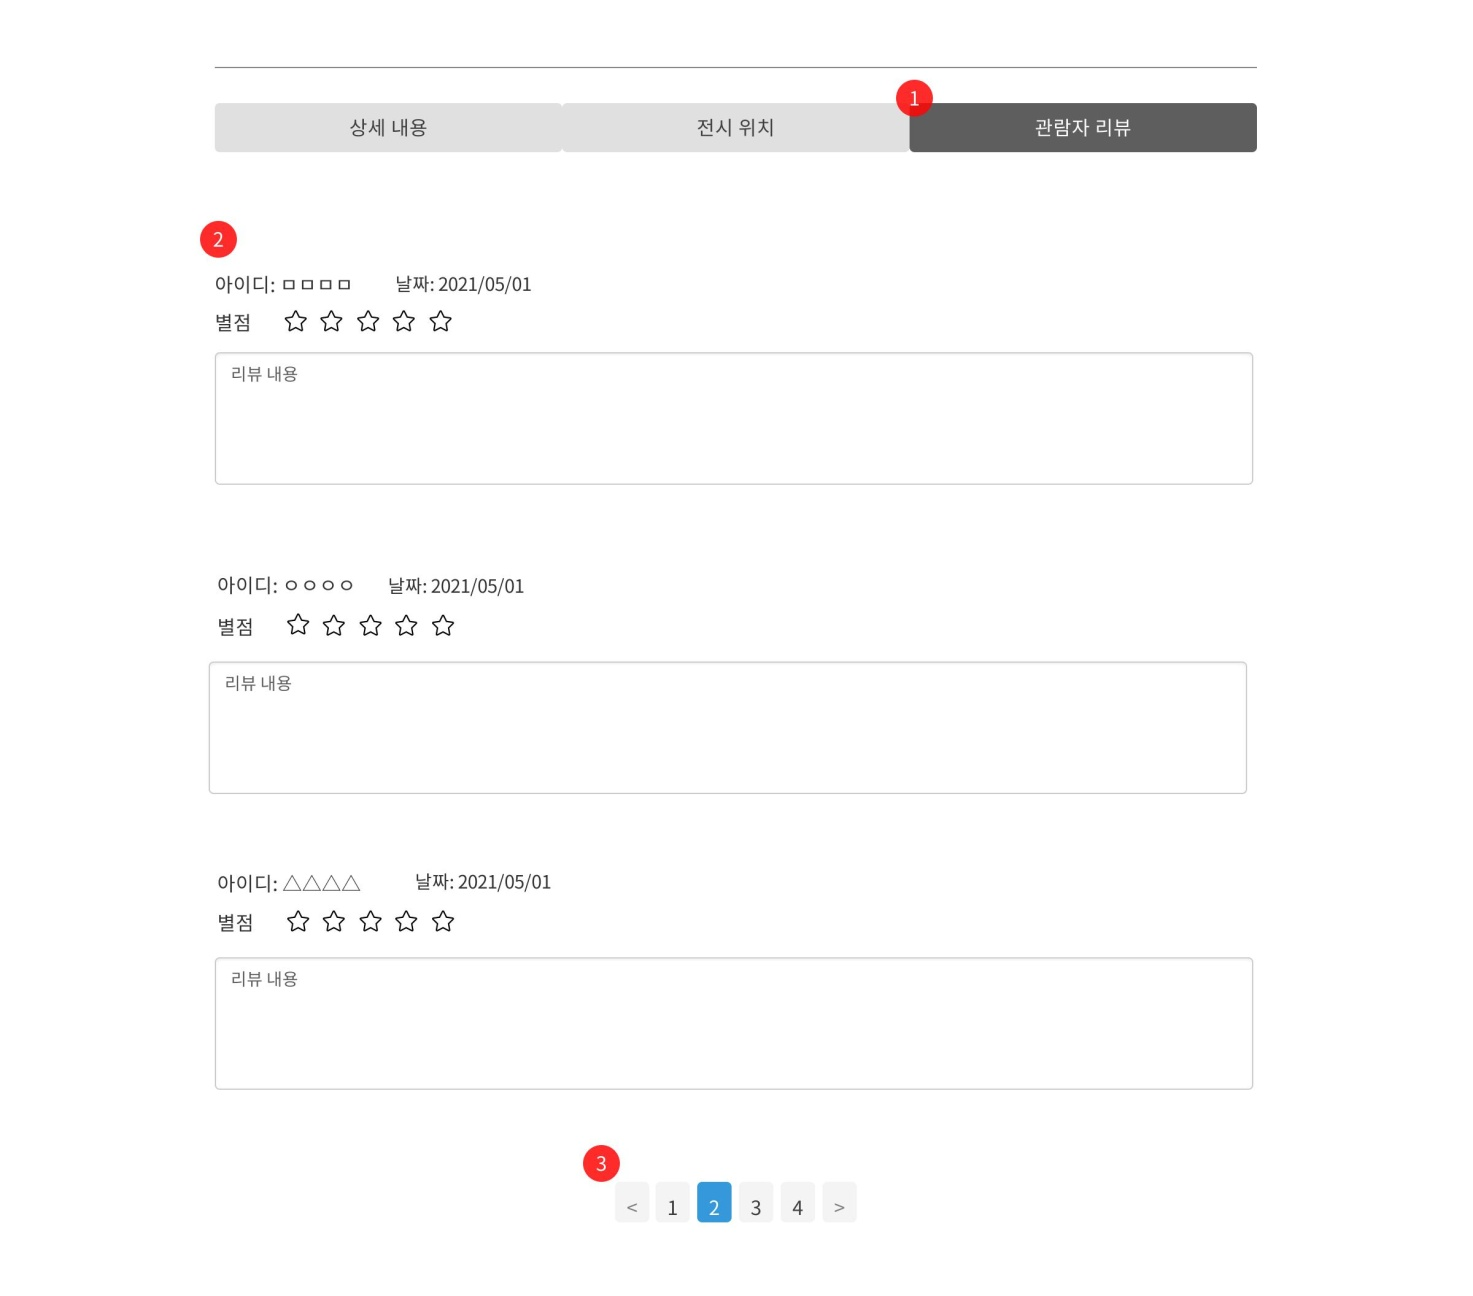 1
상세 내용 전시 위치 관람자 리뷰
2
아이디: ㅁㅁㅁㅁ 날짜: 2021/05/01
별점 ☆ ☆ ☆ ☆ ☆
리뷰 내용
아이디: ㅇㅇㅇㅇ 날짜: 2021/05/01
별점 ☆ ☆ ☆ ☆ ☆
리뷰 내용
아이디: △△△△ 날짜: 2021/05/01
별점 ☆ ☆ ☆ ☆ ☆
리뷰 내용
3
< 1 2 3 4 >